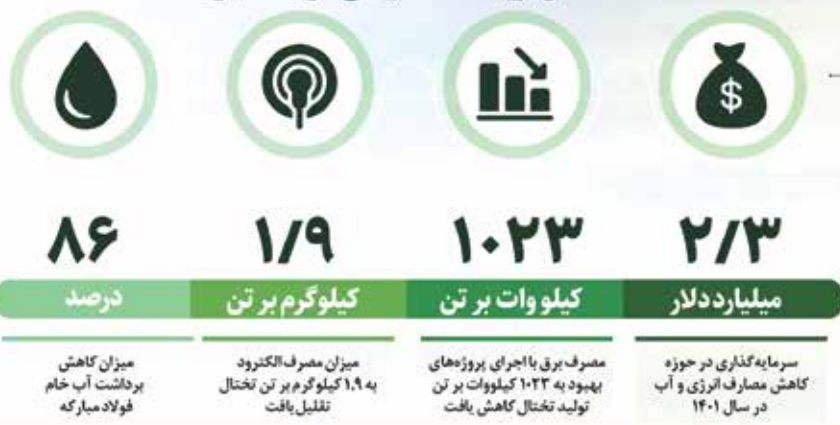 ۲/۳
میلیارد دلار
سرمایه‌گذاری در حوزه
کاهش مصارف انرژی و آب
در سال ۱۴۰۱
۱۰۲۳
کیلو وات بر تن
مصرف برق با اجرای پروژه‌های
بهبود به ۱۰۲۳ کیلووات بر تن
تولید تختال کاهش یافت
۱/۹
کیلوگرم بر تن
میزان مصرف الکترود
به ۱.۹ کیلوگرم بر تن تختال
تقلیل یافت
۸۶
درصد
میزان کاهش
برداشت آب خام
فولاد مبارکه
$